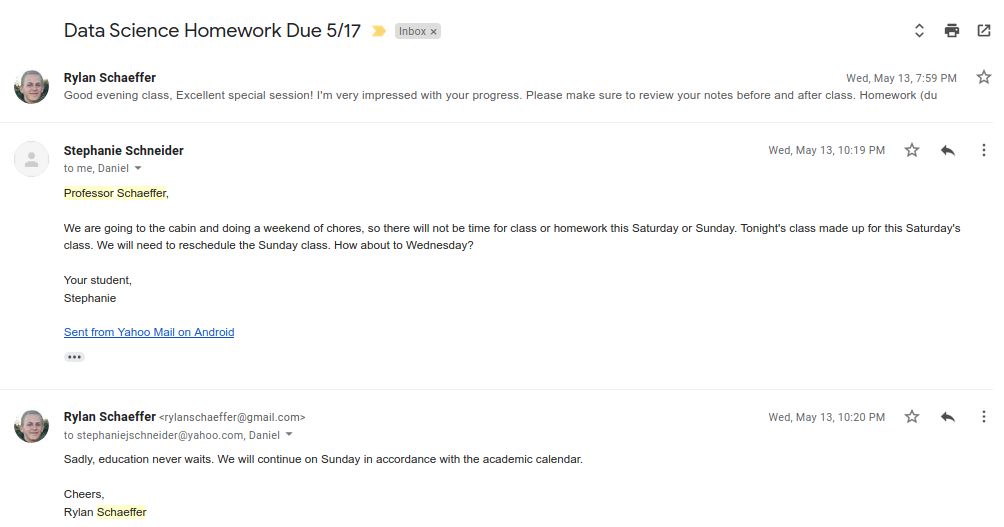 Data Science Homework Due 5/17
Inbox ×
Rylan Schaeffer
Wed, May 13, 7:59 PM
Good evening class, Excellent special session! I'm very impressed with your progress. Please make sure to review your notes before and after class. Homework (du
Stephanie Schneider
Wed, May 13, 10:19 PM
to me, Daniel
Professor Schaeffer,
We are going to the cabin and doing a weekend of chores, so there will not be time for class or homework this Saturday or Sunday. Tonight's class made up for this Saturday's
class. We will need to reschedule the Sunday class. How about to Wednesday?
Your student,
Stephanie
Sent from Yahoo Mail on Android
Rylan Schaeffer <rylanschaeffer@gmail.com>
Wed, May 13, 10:20 PM
to stephaniejschneider@yahoo.com, Daniel
Sadly, education never waits. We will continue on Sunday in accordance with the academic calendar.
Cheers,
Rylan Schaeffer